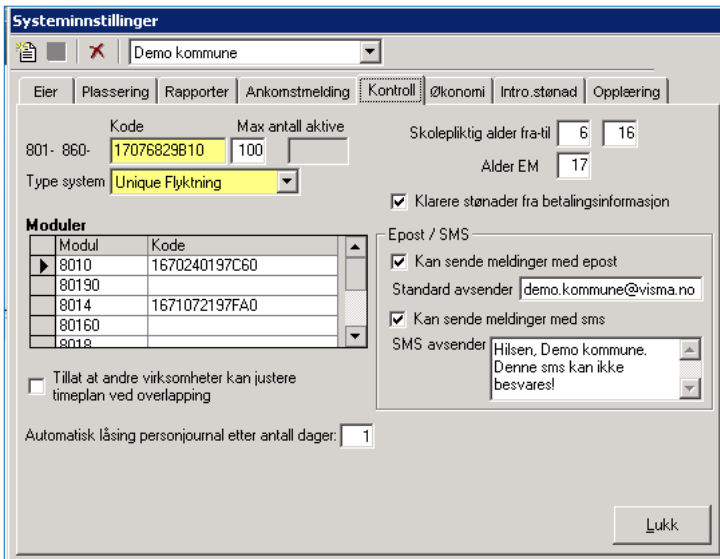 Systeminnstillinger
Demo kommune
Eier Plassering Rapporter Ankomstmelding Kontroll Økonomi Intro.stønad Opplæring
Kode Max antall aktive
801- 860- 17076829B10 100
Type system Unique Flyktning
Skolepliktig alder fra-til 6 16
Alder EM 17
Klarere stønader fra betalingsinformasjon
Moduler
Modul Kode
8010 1670240197C60
80190
8014 1671072197FA0
80160
8018
Epost / SMS
Kan sende meldinger med epost
Standard avsender demo.kommune@visma.no
Kan sende meldinger med sms
SMS avsender Hilsen, Demo kommune.
Denne sms kan ikke
besvares!
Tillat at andre virksomheter kan justere
timeplan ved overlapping
Automatisk låsing personjournal etter antall dager: 1
Lukk